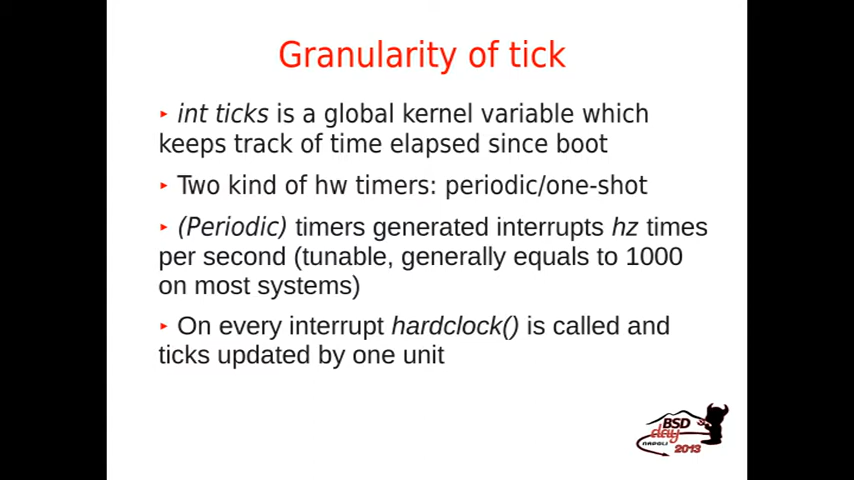 Granularity of tick
▸ int ticks is a global kernel variable which
keeps track of time elapsed since boot
▸ Two kind of hw timers: periodic/one-shot
▸ (Periodic) timers generated interrupts hz times
per second (tunable, generally equals to 1000
on most systems)
▸ On every interrupt hardclock() is called and
ticks updated by one unit
BSD
day
NAPOLI
2013